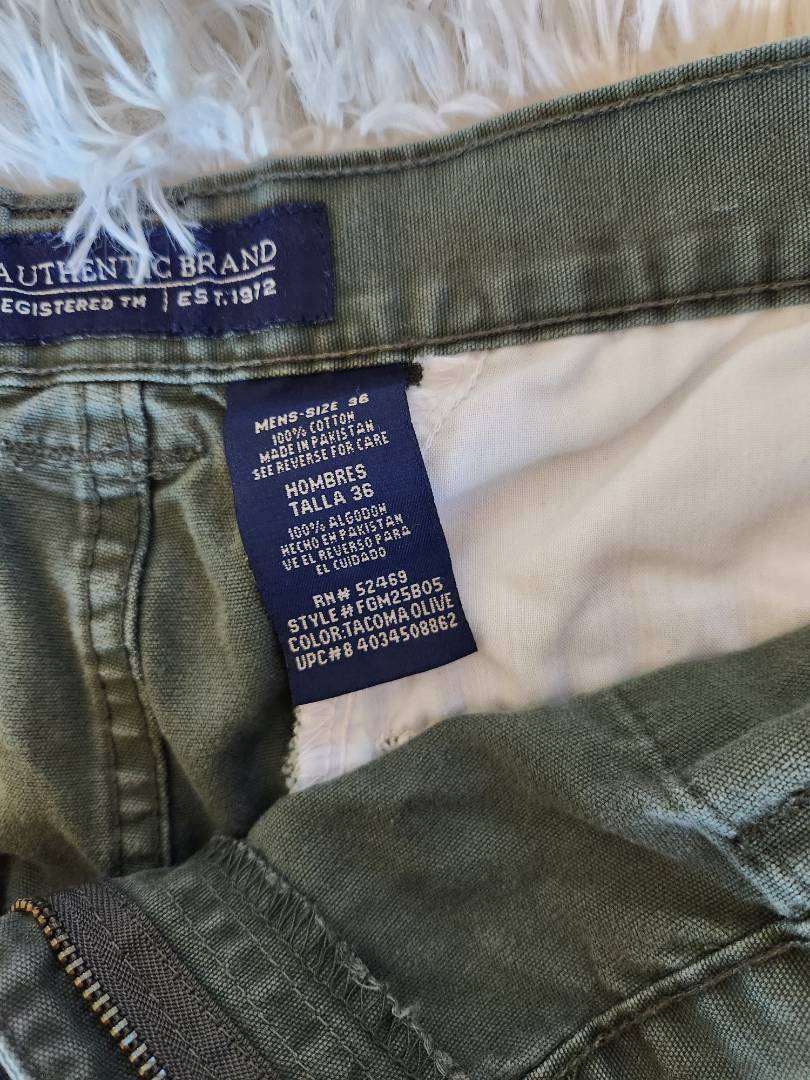 AUTHENTIC BRAND
EGISTERED TM | EST.1972
MENS-SIZE 36
100% COTTON
MADE IN PAKISTAN
SEE REVERSE FOR CARE
HOMBRES
TALLA 36
100% ALGODON
HECHO EN PAKISTAN
VE EL REVERSO PARA
EL CUIDADO
RN# 52469
STYLE# FGM25B05
COLOR:TACOMA OLIVE
UPC#8 4034508862